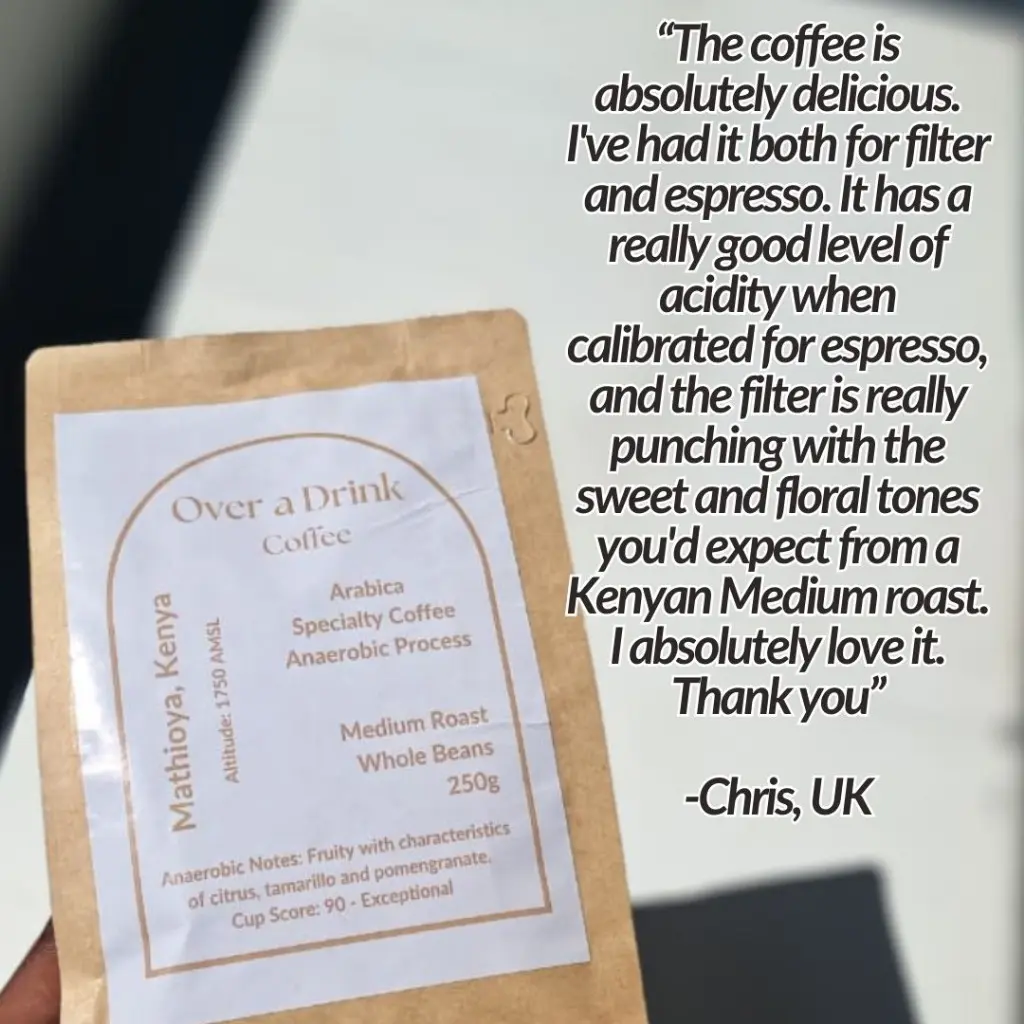 “The coffee is
absolutely delicious.
I've had it both for filter
and espresso. It has a
really good level of
acidity when
calibrated for espresso,
and the filter is really
punching with the
sweet and floral tones
you'd expect from a
Kenyan Medium roast.
I absolutely love it.
Thank you”
-Chris, UK
Over a Drink
Coffee
Arabica
Specialty Coffee
Anaerobic Process
Mathioya, Kenya
Altitude: 1750 AMSL
Medium Roast
Whole Beans
250g
Anaerobic Notes: Fruity with characteristics
of citrus, tamarillo and pomengranate.
Cup Score: 90 - Exceptional